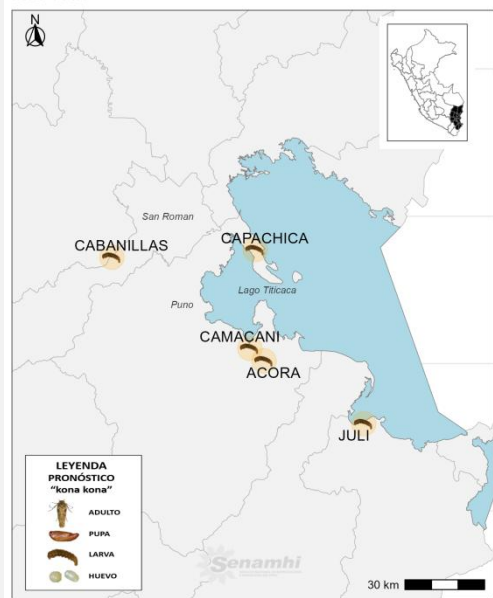 N
San Roman
CABANILLAS
CAPACHICA
Lago Titicaca
Puno
CAMACANI
ACORA
JULI
LEYENDA
PRONÓSTICO
"kona kona"
ADULTO
PUPA
LARVA
HUEVO
Senamhi
30 km